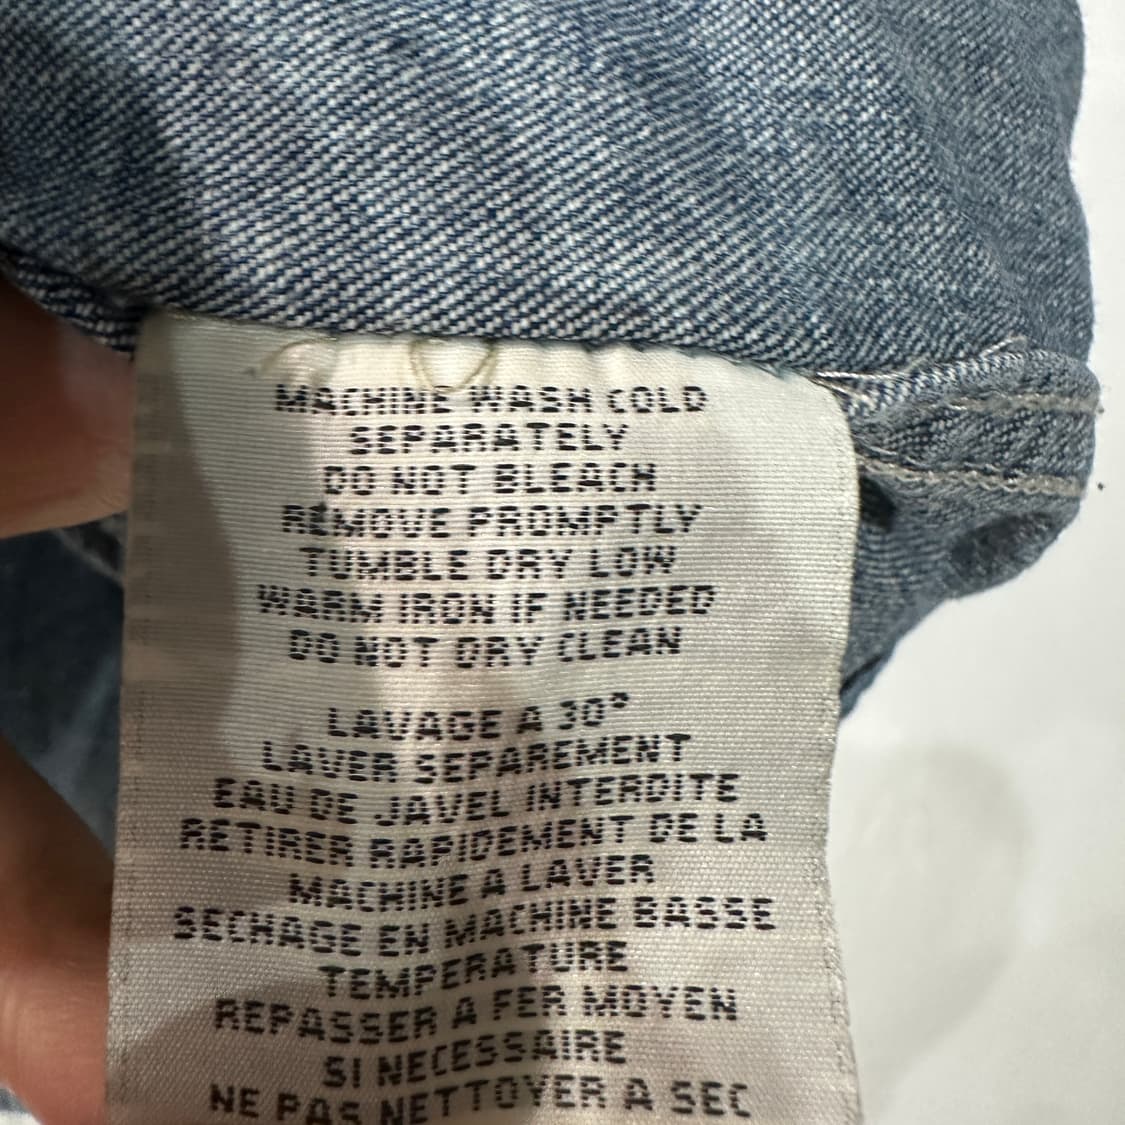 MACHINE WASH COLD
SEPARATELY
DO NOT BLEACH
REMOVE PROMPTLY
TUMBLE DRY LOW
WARM IRON IF NEEDED
DO NOT DRY CLEAN
LAVAGE A 30°
LAVER SEPAREMENT
EAU DE JAVEL INTERDITE
RETIRER RAPIDEMENT DE LA
MACHINE A LAVER
SECHAGE EN MACHINE BASSE
TEMPERATURE
REPASSER A FER MOYEN
SI NECESSAIRE
NE PAS NETTOYER A SEC